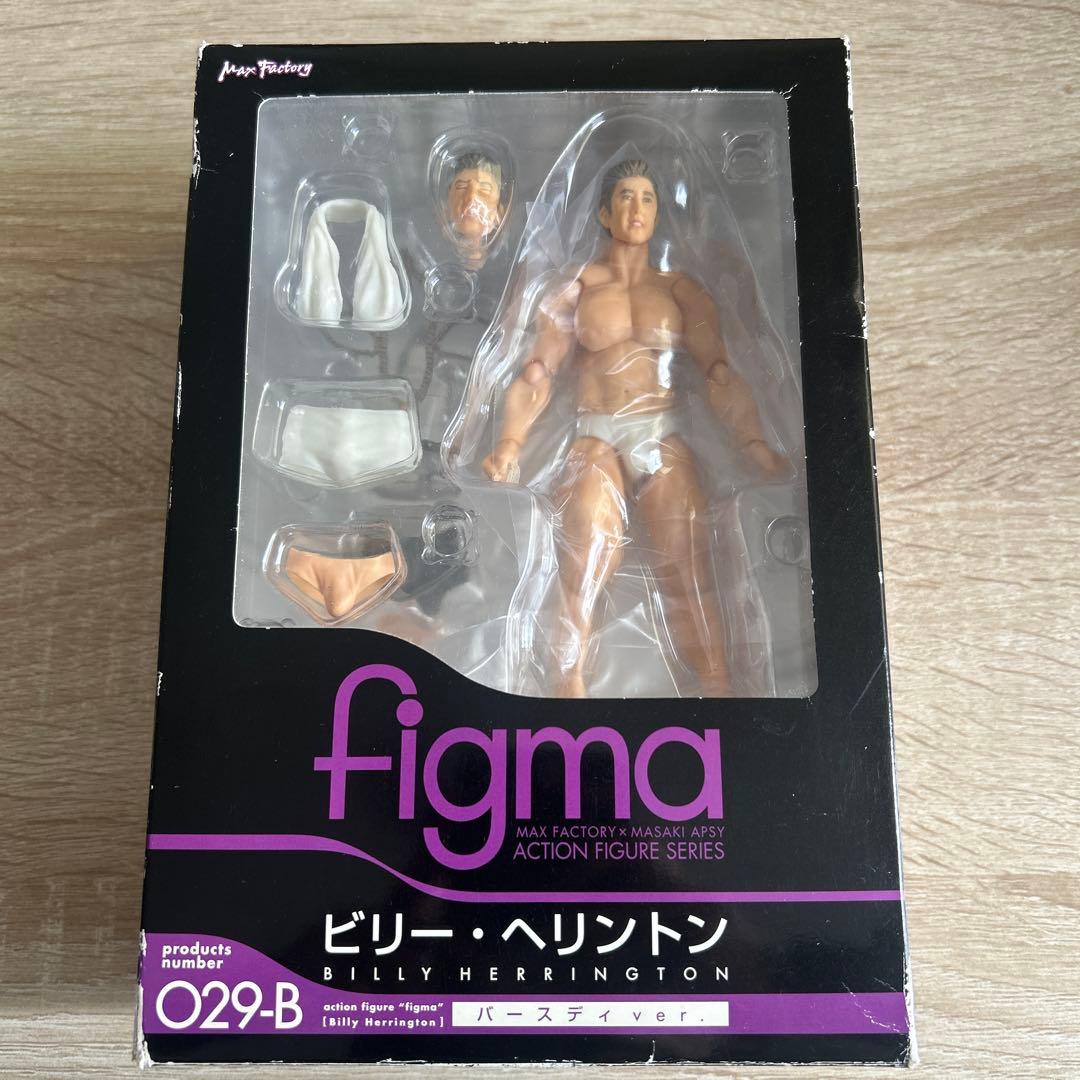 Max Factory
figma
MAX FACTORY × MASAKI APSY
ACTION FIGURE SERIES
ビリー・ヘリントン
BILLY HERRINGTON
products
number
029-B
action figure "figma"
[Billy Herrington]
バースディver.